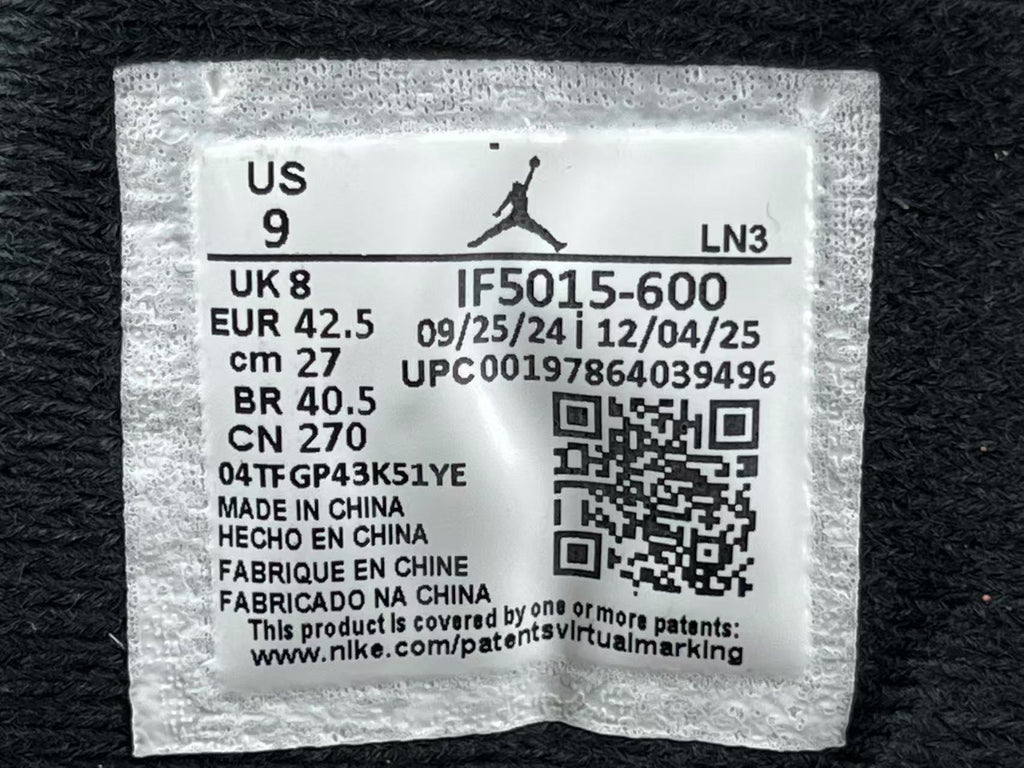 US
9
LN3
UK 8
EUR 42.5
cm 27
BR 40.5
CN 270
IF5015-600
09/25/24 | 12/04/25
UPC00197864039496
04TFGP43K51YE
MADE IN CHINA
HECHO EN CHINA
FABRIQUE EN CHINE
FABRICADO NA CHINA
This product is covered by one or more patents:
www.nike.com/patentsvirtualmarking